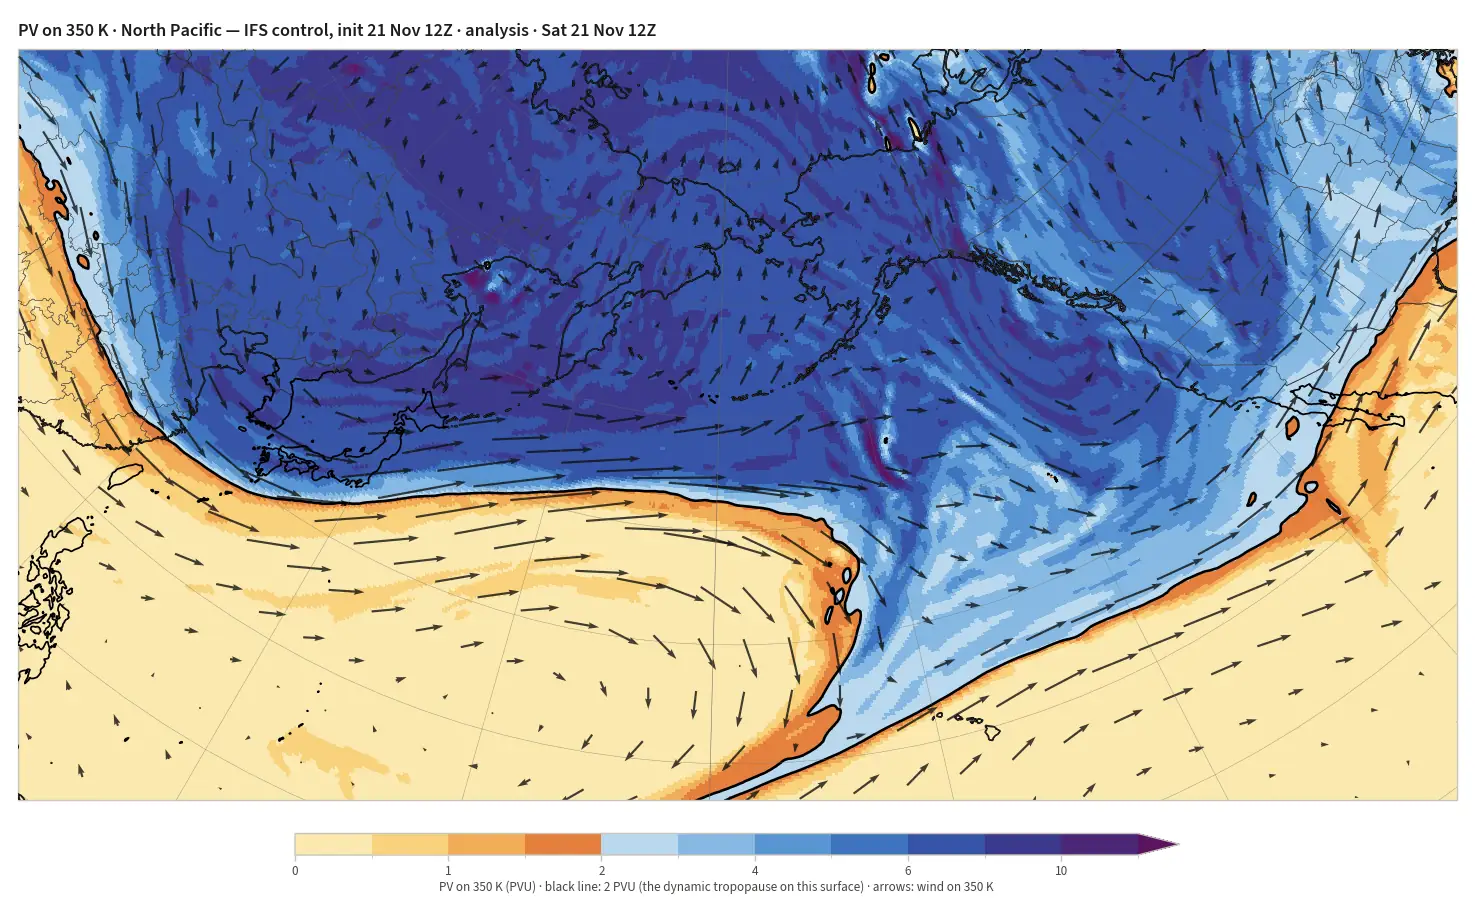 PV on 350 K · North Pacific — IFS control, init 21 Nov 12Z · analysis · Sat 21 Nov 12Z
0 1 2 4 6 10
PV on 350 K (PVU) · black line: 2 PVU (the dynamic tropopause on this surface) · arrows: wind on 350 K